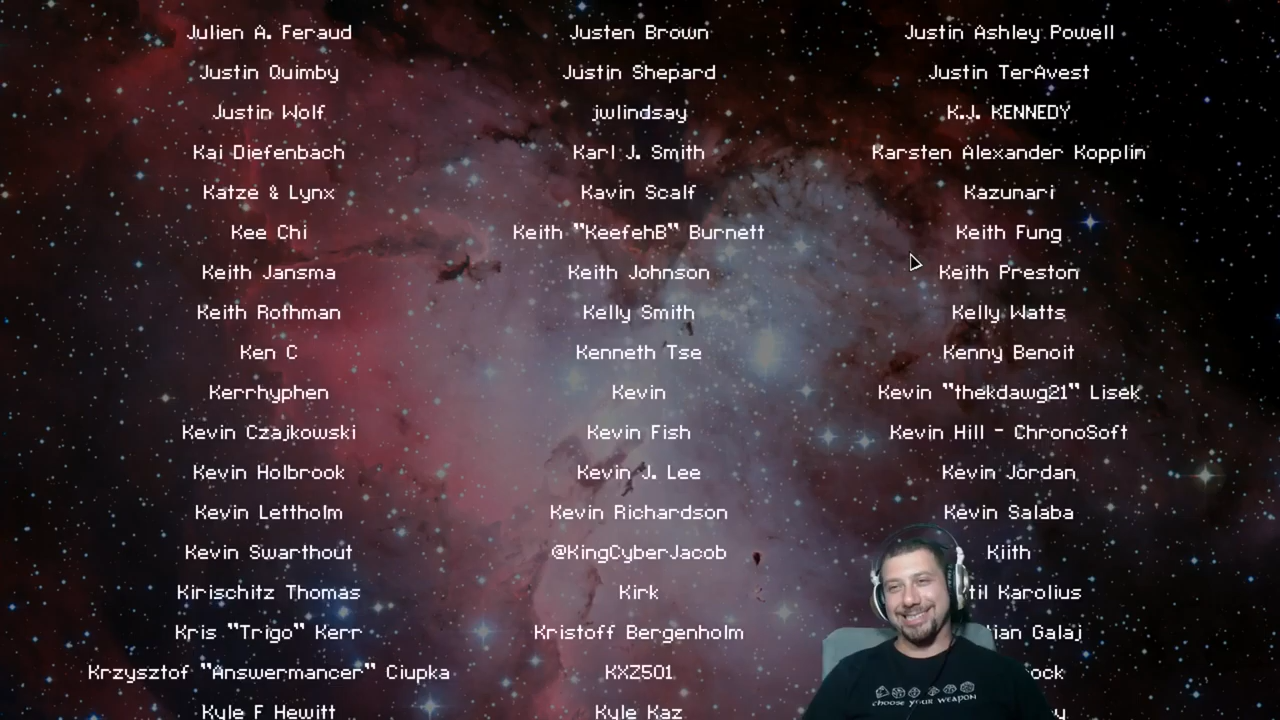 Julien A. Feraud Justen Brown Justin Ashley Powell
Justin Quimby Justin Shepard Justin TerAvest
Justin Wolf jwlindsay K.J. KENNEDY
Kai Diefenbach Karl J. Smith Karsten Alexander Kopplin
Katze & Lynx Kavin Scalf Kazunari
Kee Chi Keith "KeefehB" Burnett Keith Fung
Keith Jansma Keith Johnson Keith Preston
Keith Rothman Kelly Smith Kelly Watts
Ken C Kenneth Tse Kenny Benoit
Kerrhyphen Kevin Kevin "thekdawg21" Lisek
Kevin Czajkowski Kevin Fish Kevin Hill - ChronoSoft
Kevin Holbrook Kevin J. Lee Kevin Jordan
Kevin Lettholm Kevin Richardson Kevin Salaba
Kevin Swarthout @KingCyberJacob Kiith
Kirischitz Thomas Kirk Karolius
Kris "Trigo" Kerr Kristoff Bergenholm Galaj
Krzysztof "Answermancer" Ciupka KXZ501
Kyle F Hewitt Kyle Kaz
choose your weapon